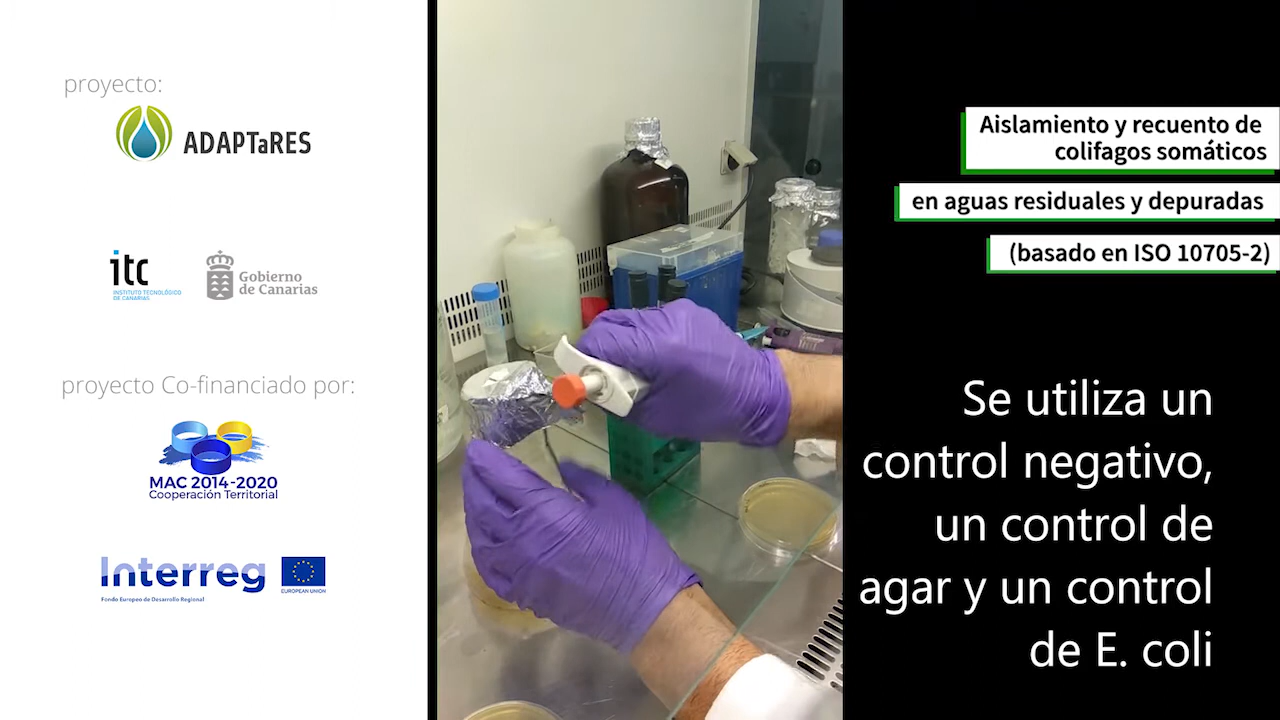 proyecto:
ADAPTaRES
itc
INSTITUTO TECNOLÓGICO
DE CANARIAS
Gobierno
de Canarias
proyecto Co-financiado por:
MAC 2014-2020
Cooperación Territorial
Interreg
Fondo Europeo de Desarrollo Regional
EUROPEAN UNION
Aislamiento y recuento de
colifagos somáticos
en aguas residuales y depuradas
(basado en ISO 10705-2)
Se utiliza un
control negativo,
un control de
agar y un control
de E. coli